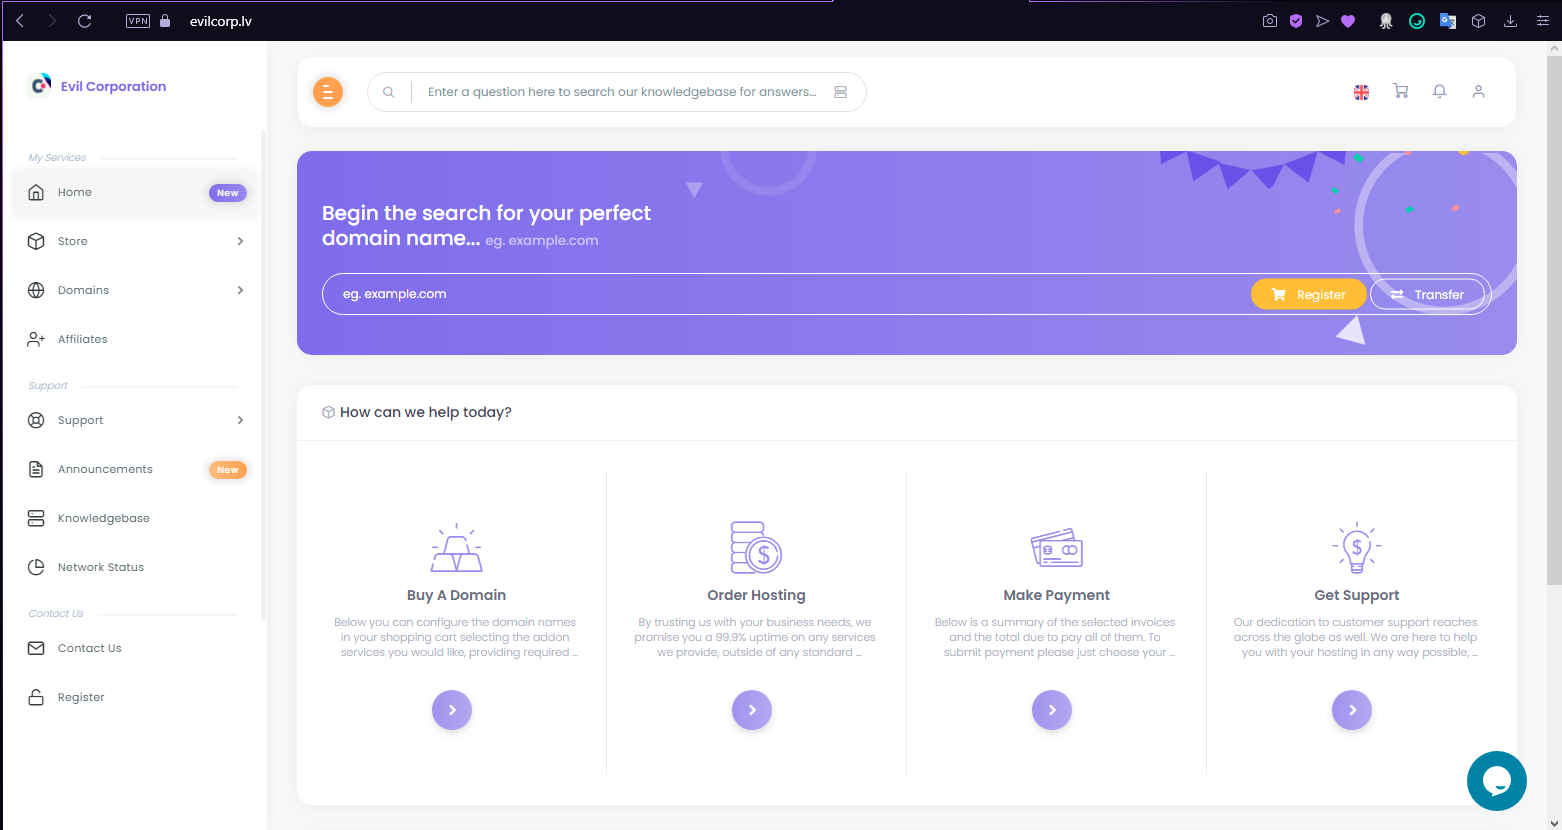 VPN
evilcorp.lv
Evil Corporation
Enter a question here to search our knowledgebase for answers...
My Services
Home
New
Store
Domains
Affiliates
Support
Support
Announcements
New
Knowledgebase
Network Status
Contact Us
Contact Us
Register
Begin the search for your perfect
domain name... eg. example.com
eg. example.com
Register
Transfer
How can we help today?
Buy A Domain
Below you can configure the domain names
in your shopping cart selecting the addon
services you would like, providing required ...
Order Hosting
By trusting us with your business needs, we
promise you a 99.9% uptime on any services
we provide, outside of any standard ...
Make Payment
Below is a summary of the selected invoices
and the total due to pay all of them. To
submit payment please just choose your ...
Get Support
Our dedication to customer support reaches
across the globe as well. We are here to help
you with your hosting in any way possible, ...